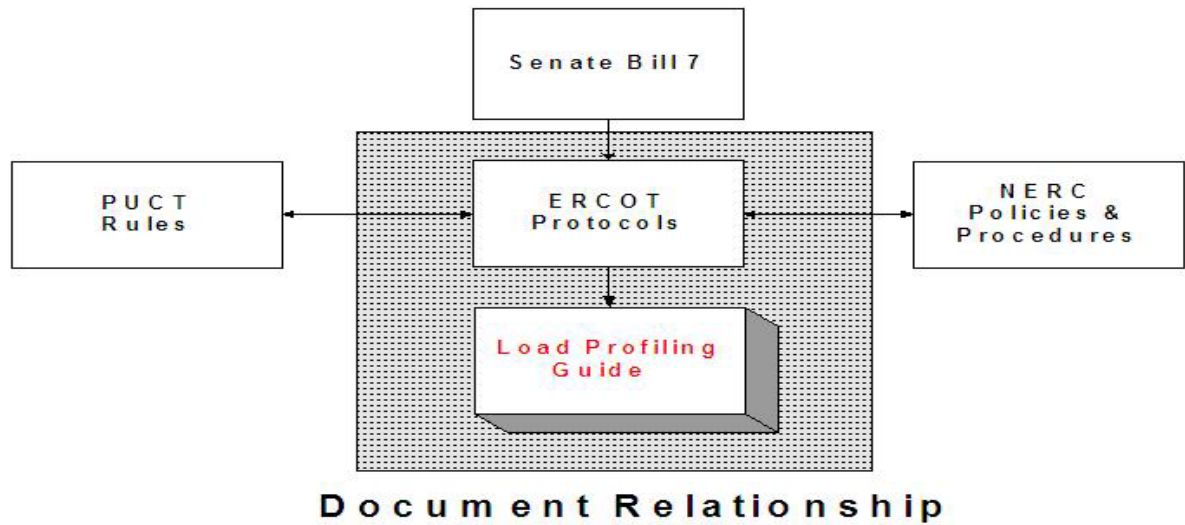 Senate Bill 7
PUCT
Rules
ERCOT
Protocols
NERC
Policies &
Procedures
Load Profiling
Guide
Document Relationship